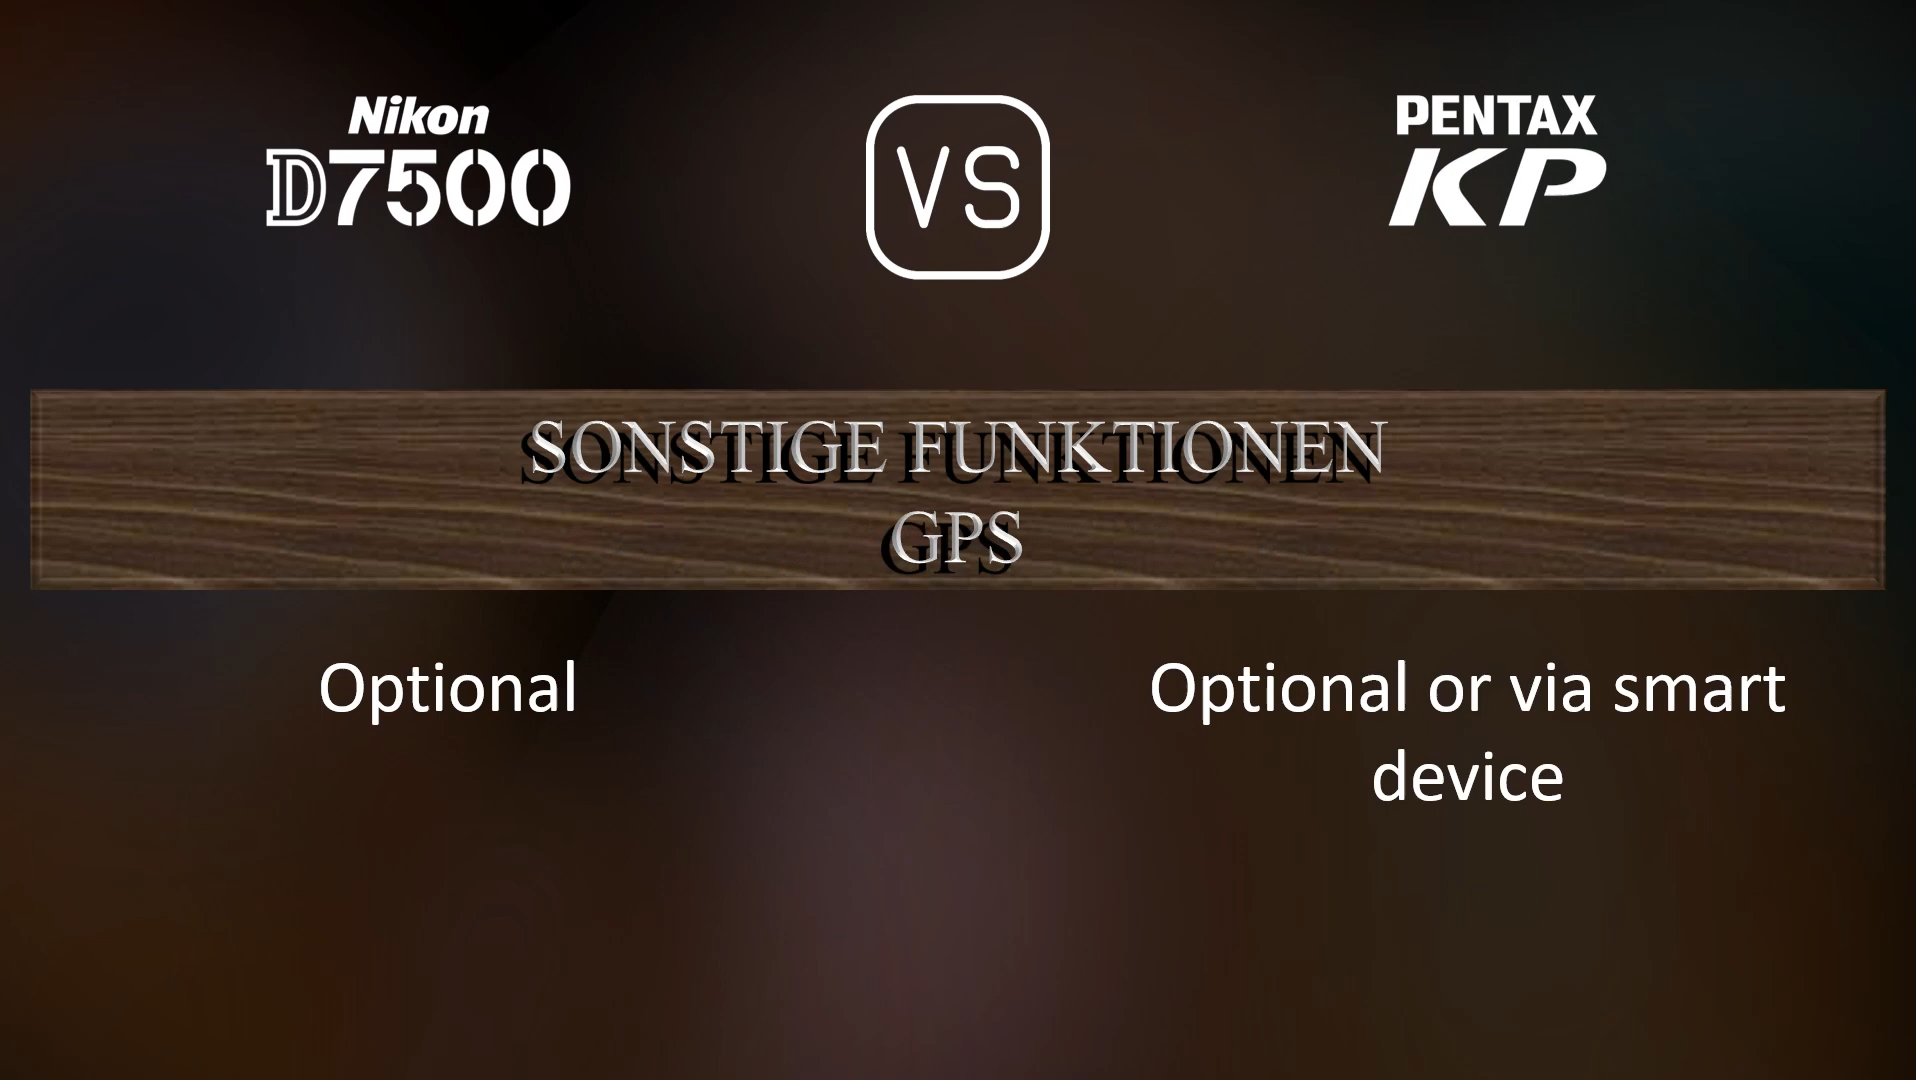 Nikon
D7500
VS
PENTAX
KP
SONSTIGE FUNKTIONEN
GPS
Optional
Optional or via smart
device